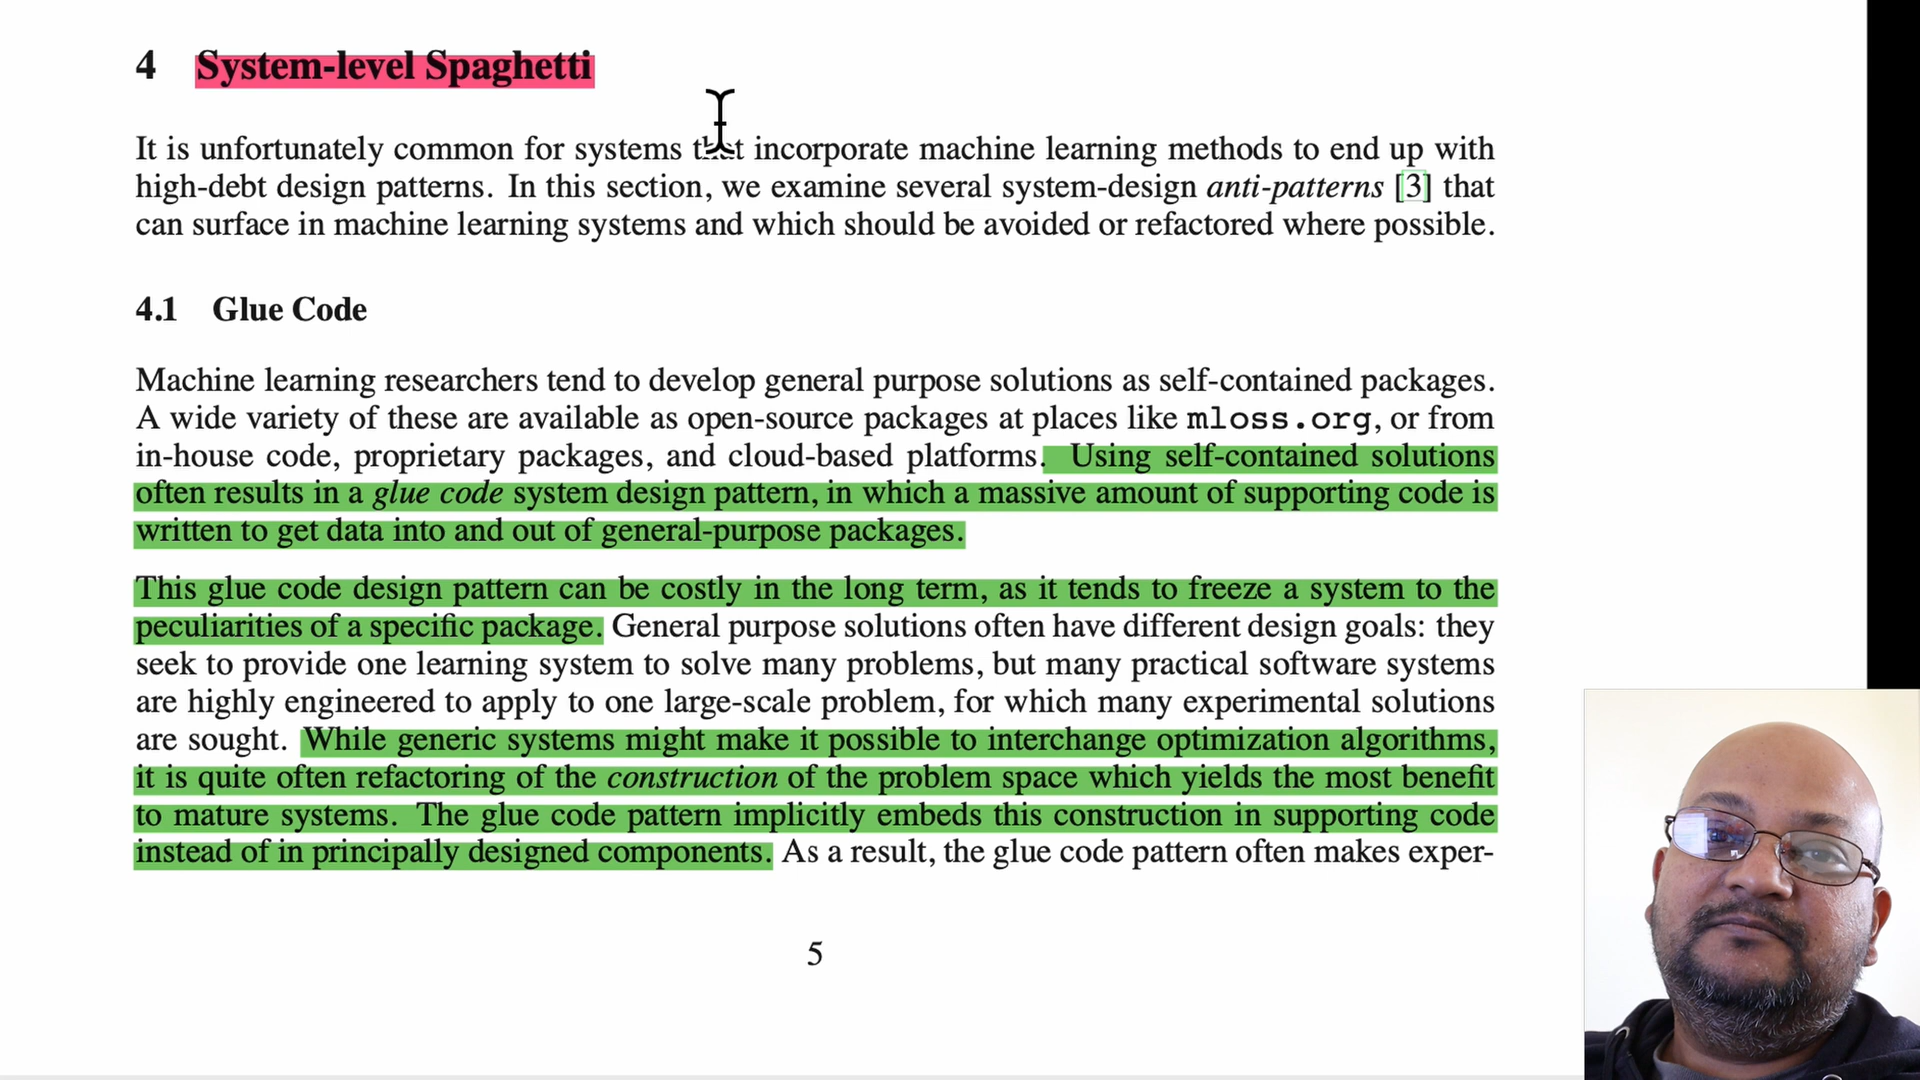 4 System-level Spaghetti
It is unfortunately common for systems that incorporate machine learning methods to end up with
high-debt design patterns. In this section, we examine several system-design anti-patterns [3] that
can surface in machine learning systems and which should be avoided or refactored where possible.
4.1 Glue Code
Machine learning researchers tend to develop general purpose solutions as self-contained packages.
A wide variety of these are available as open-source packages at places like mloss.org, or from
in-house code, proprietary packages, and cloud-based platforms. Using self-contained solutions
often results in a glue code system design pattern, in which a massive amount of supporting code is
written to get data into and out of general-purpose packages.
This glue code design pattern can be costly in the long term, as it tends to freeze a system to the
peculiarities of a specific package. General purpose solutions often have different design goals: they
seek to provide one learning system to solve many problems, but many practical software systems
are highly engineered to apply to one large-scale problem, for which many experimental solutions
are sought. While generic systems might make it possible to interchange optimization algorithms,
it is quite often refactoring of the construction of the problem space which yields the most benefit
to mature systems. The glue code pattern implicitly embeds this construction in supporting code
instead of in principally designed components. As a result, the glue code pattern often makes exper-
5